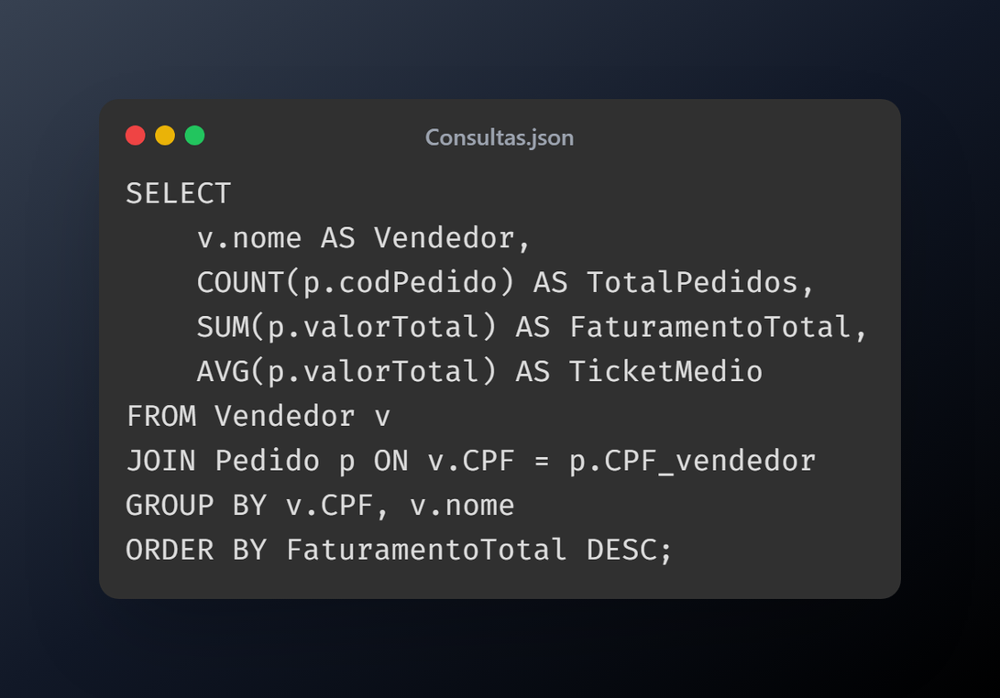 Consultas.json
SELECT
    v.nome AS Vendedor,
    COUNT(p.codPedido) AS TotalPedidos,
    SUM(p.valorTotal) AS FaturamentoTotal,
    AVG(p.valorTotal) AS TicketMedio
FROM Vendedor v
JOIN Pedido p ON v.CPF = p.CPF_vendedor
GROUP BY v.CPF, v.nome
ORDER BY FaturamentoTotal DESC;